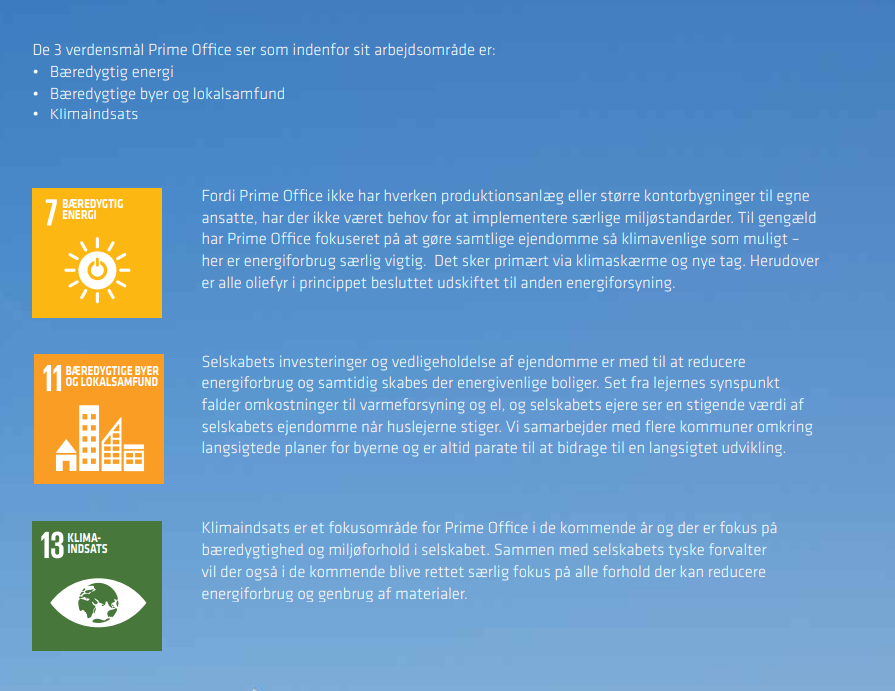 De 3 verdensmål Prime Office ser som indenfor sit arbejdsområde er:
• Bæredygtig energi
• Bæredygtige byer og lokalsamfund
• Klimaindsats
7 BÆREDYGTIG
ENERGI
Fordi Prime Office ikke har hverken produktionsanlæg eller større kontorbygninger til egne
ansatte, har der ikke været behov for at implementere særlige miljøstandarder. Til gengæld
har Prime Office fokuseret på at gøre samtlige ejendomme så klimavenlige som muligt –
her er energiforbrug særlig vigtig. Det sker primært via klimaskærme og nye tag. Herudover
er alle oliefyr i princippet besluttet udskiftet til anden energiforsyning.
11 BÆREDYGTIGE BYER
OG LOKALSAMFUND
Selskabets investeringer og vedligeholdelse af ejendomme er med til at reducere
energiforbrug og samtidig skabes der energivenlige boliger. Set fra lejernes synspunkt
falder omkostninger til varmeforsyning og el, og selskabets ejere ser en stigende værdi af
selskabets ejendomme når huslejerne stiger. Vi samarbejder med flere kommuner omkring
langsigtede planer for byerne og er altid parate til at bidrage til en langsigtet udvikling.
13 KLIMA-
INDSATS
Klimaindsats er et fokusområde for Prime Office i de kommende år og der er fokus på
bæredygtighed og miljøforhold i selskabet. Sammen med selskabets tyske forvalter
vil der også i de kommende blive rettet særlig fokus på alle forhold der kan reducere
energiforbrug og genbrug af materialer.